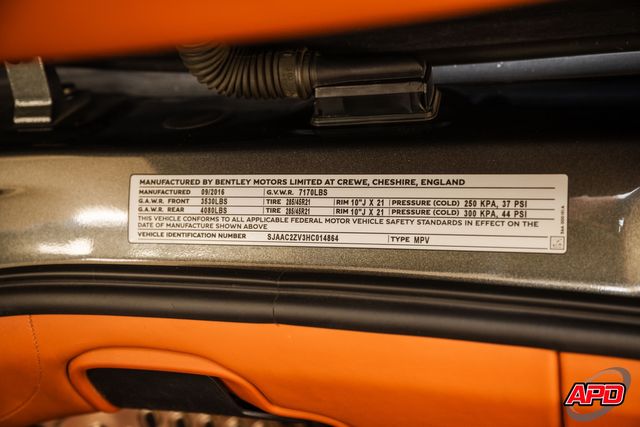 MANUFACTURED BY BENTLEY MOTORS LIMITED AT CREWE, CHESHIRE, ENGLAND
MANUFACTURED 09/2016 G.V.W.R. 7170LBS
G.A.W.R. FRONT 3530LBS TIRE 285/45R21 RIM 10"J X 21 PRESSURE (COLD) 250 KPA, 37 PSI
G.A.W.R. REAR 4080LBS TIRE 285/45R21 RIM 10"J X 21 PRESSURE (COLD) 300 KPA, 44 PSI
THIS VEHICLE CONFORMS TO ALL APPLICABLE FEDERAL MOTOR VEHICLE SAFETY STANDARDS IN EFFECT ON THE
DATE OF MANUFACTURE SHOWN ABOVE
VEHICLE IDENTIFICATION NUMBER SJAAC2ZV3HC014864 TYPE MPV
APD